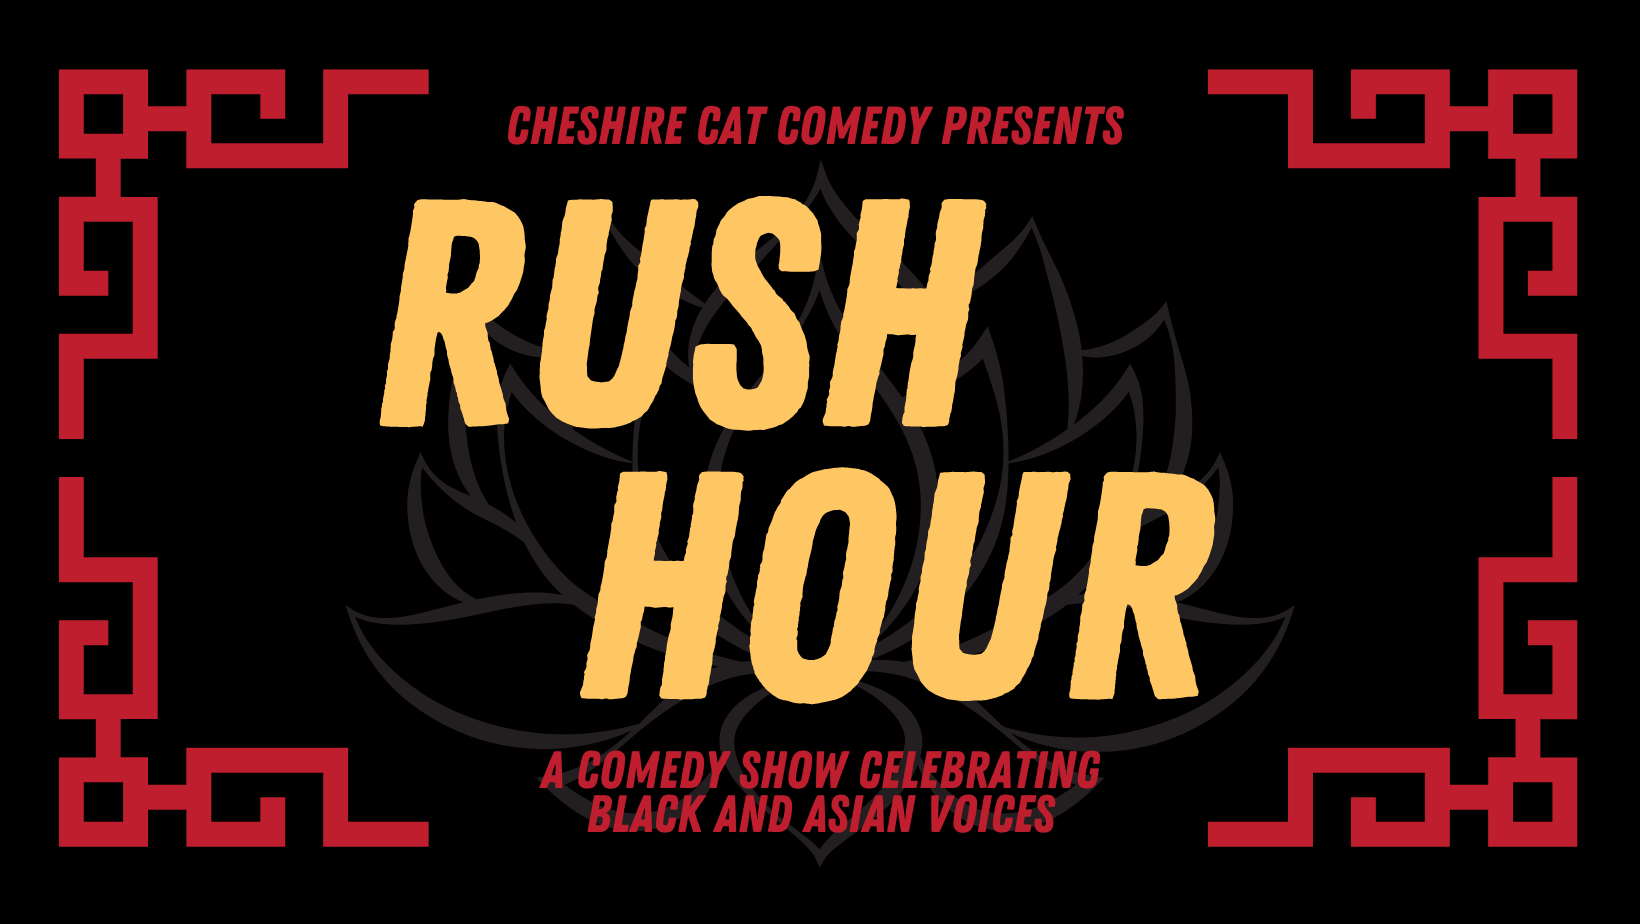 CHESHIRE CAT COMEDY PRESENTS
RUSH
HOUR
A COMEDY SHOW CELEBRATING
BLACK AND ASIAN VOICES